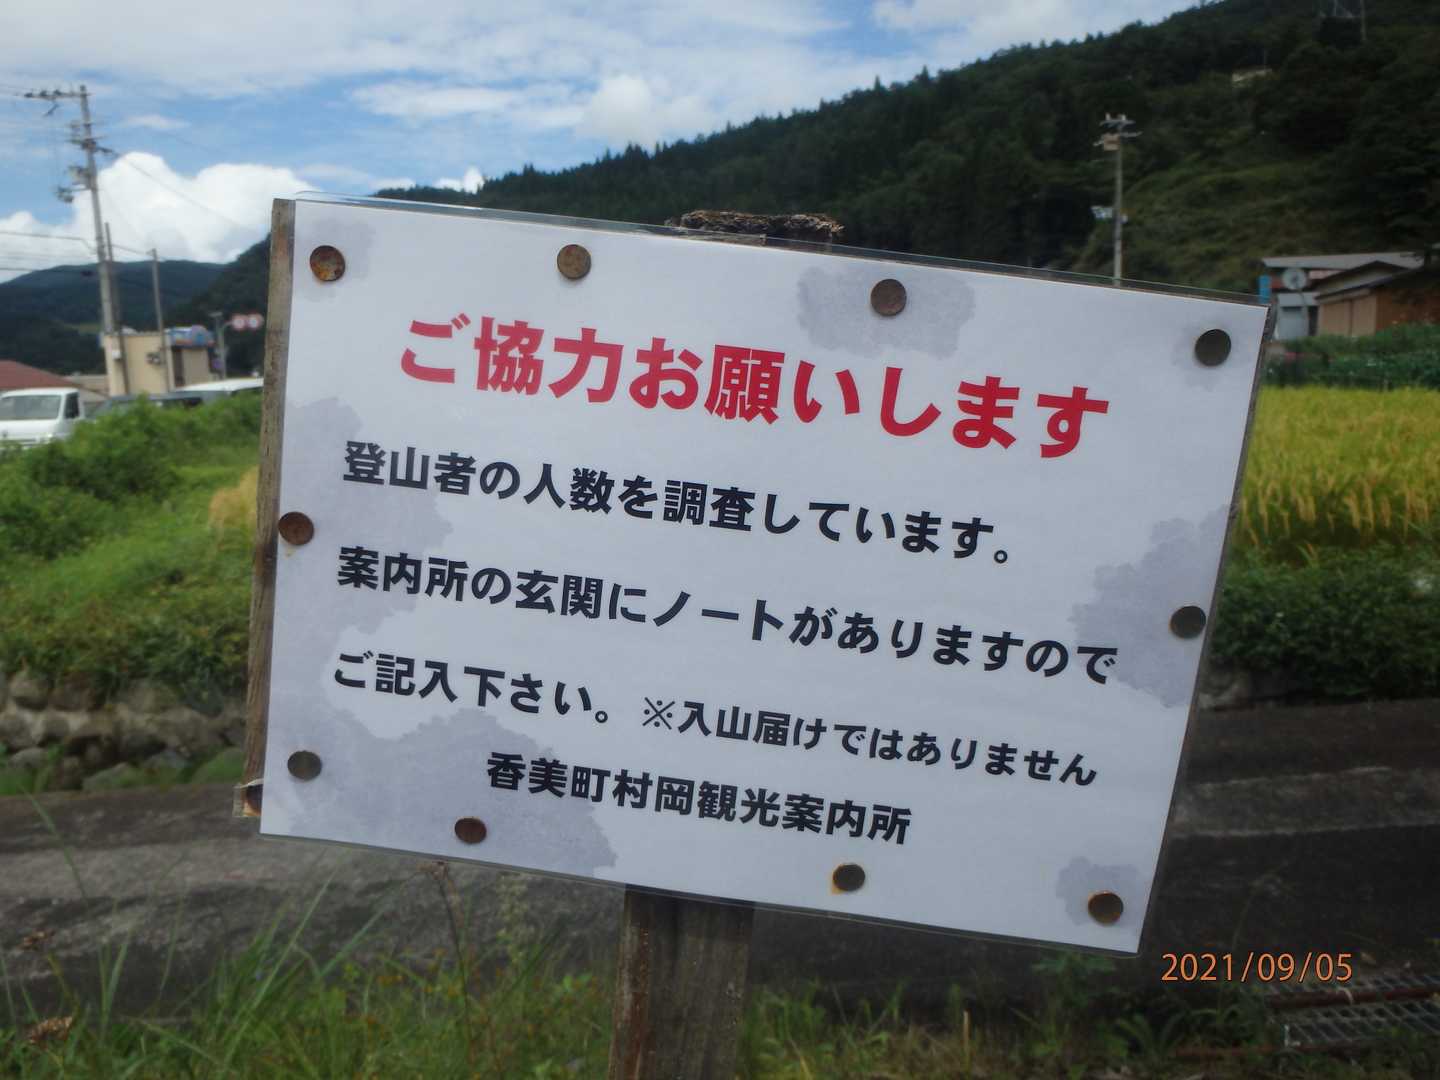 ご協力お願いします
登山者の人数を調査しています。
案内所の玄関にノートがありますので
ご記入下さい。 ※入山届けではありません
香美町村岡観光案内所
2021/09/05